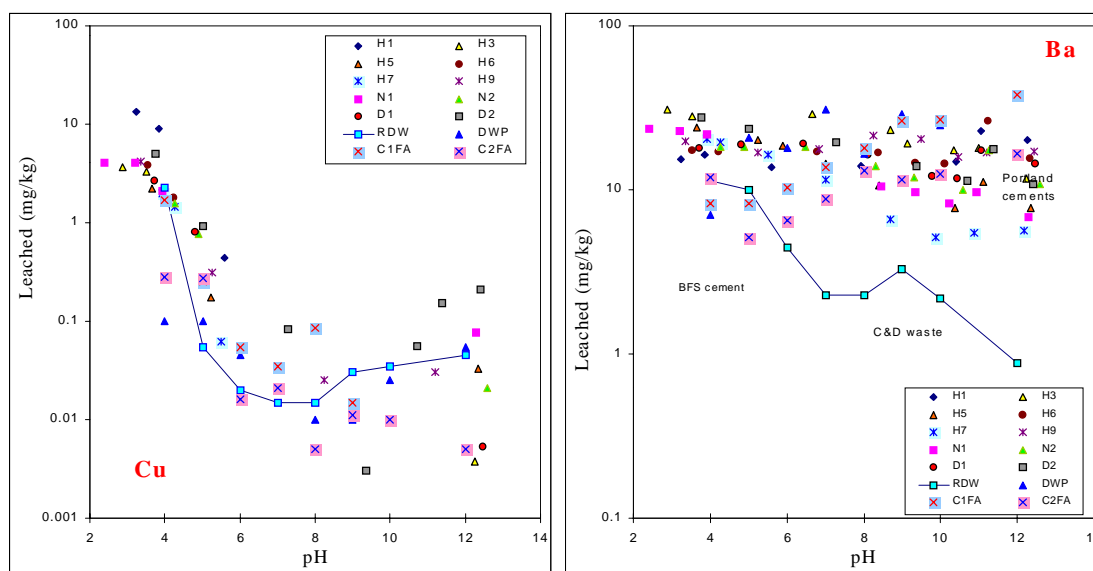 100
10
1
0.1
0.01
0.001
Leached (mg/kg)
2 4 6 8 10 12 14
pH
Cu
H1 H3
H5 H6
H7 H9
N1 N2
D1 D2
RDW DWP
C1FA C2FA
100
10
1
0.1
Leached (mg/kg)
2 4 6 8 10 12 14
pH
Ba
Portland
cements
BFS cement
C&D waste
H1 H3
H5 H6
H7 H9
N1 N2
D1 D2
RDW DWP
C1FA C2FA